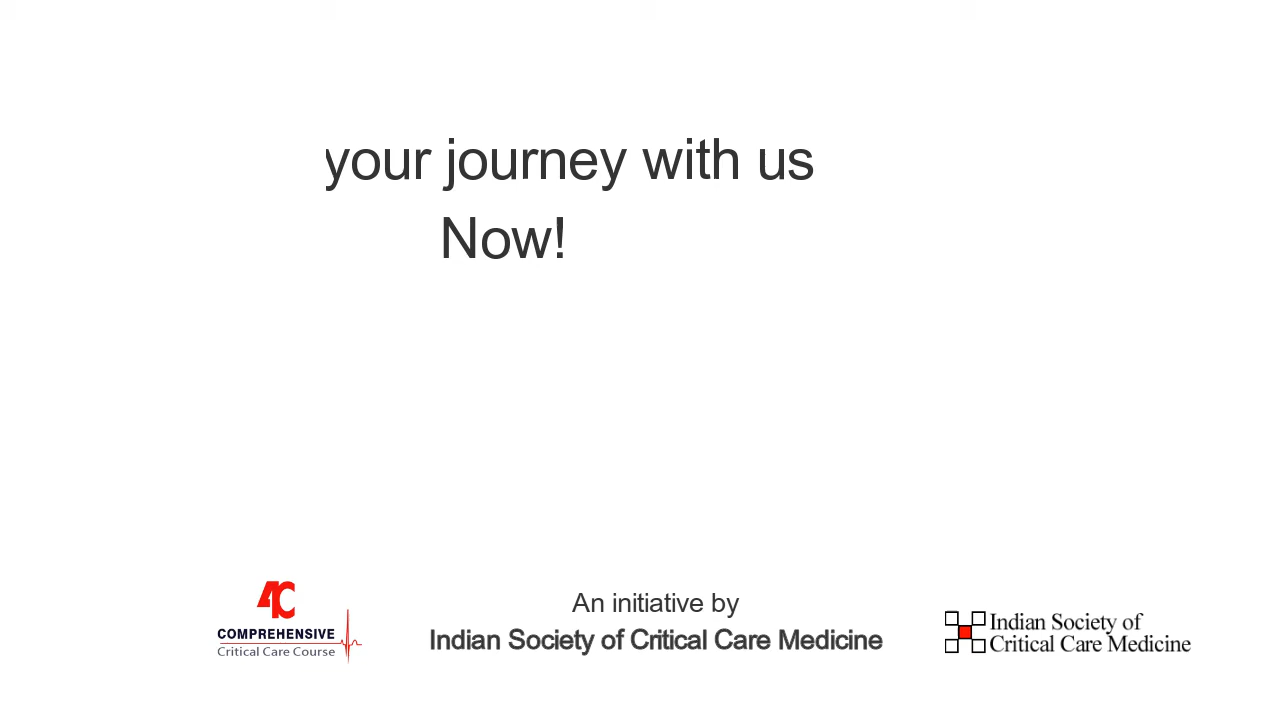 your journey with us
Now!
4C
COMPREHENSIVE
Critical Care Course
An initiative by
Indian Society of Critical Care Medicine
Indian Society of
Critical Care Medicine